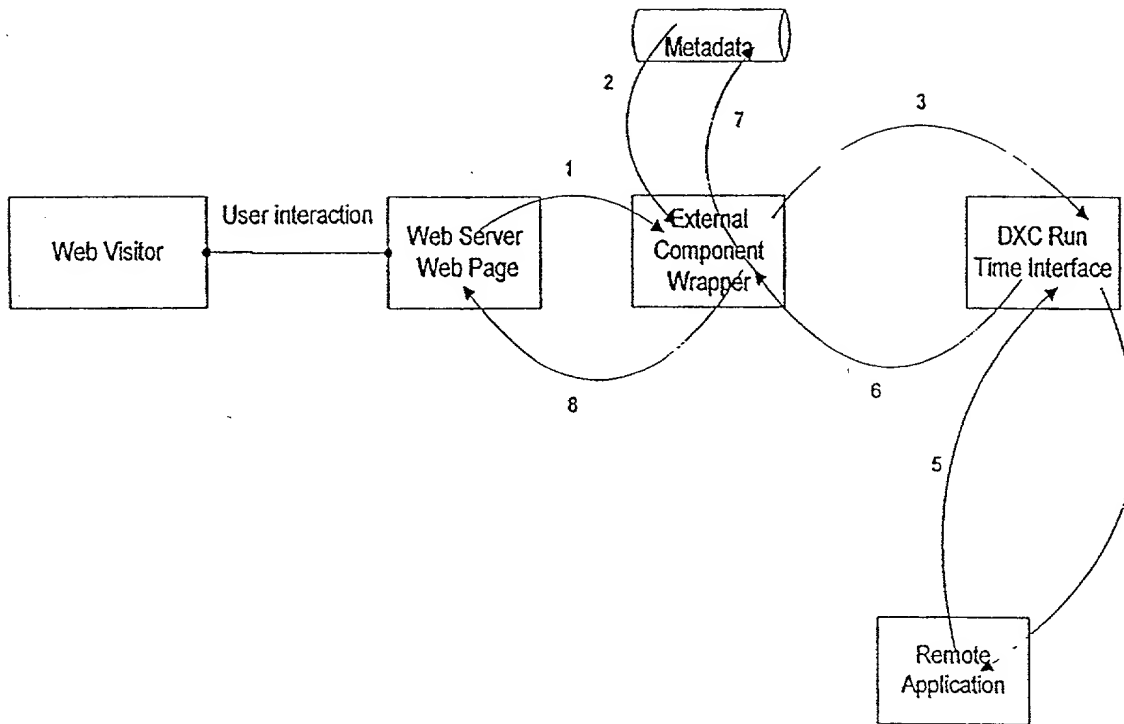 Metadata
2
7
3
1
Web Visitor
User interaction
Web Server
Web Page
External
Component
Wrapper
DXC Run
Time Interface
8
6
5
Remote
Application